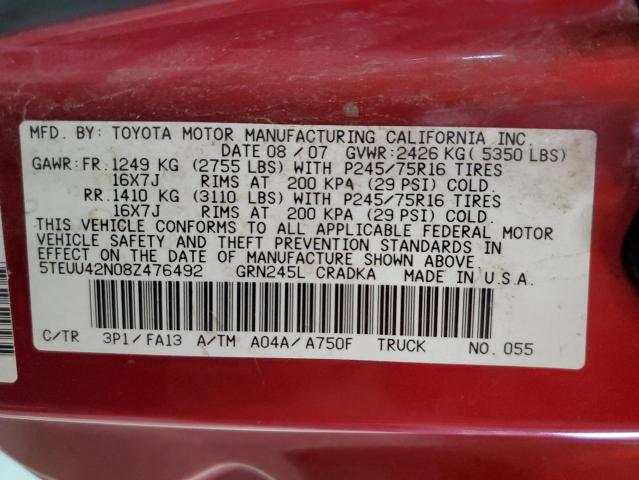 MFD. BY: TOYOTA MOTOR MANUFACTURING CALIFORNIA INC.
DATE 08/07 GVWR:2426 KG( 5350 LBS)
GAWR:FR.1249 KG (2755 LBS) WITH P245/75R16 TIRES
16X7J RIMS AT 200 KPA (29 PSI) COLD.
RR.1410 KG (3110 LBS) WITH P245/75R16 TIRES
16X7J RIMS AT 200 KPA (29 PSI) COLD.
THIS VEHICLE CONFORMS TO ALL APPLICABLE FEDERAL MOTOR
VEHICLE SAFETY AND THEFT PREVENTION STANDARDS IN
EFFECT ON THE DATE OF MANUFACTURE SHOWN ABOVE.
5TEUU42N08Z476492 GRN245L CRADKA MADE IN U.S.A.
C/TR 3P1/FA13 A/TM A04A/A750F TRUCK NO. 055